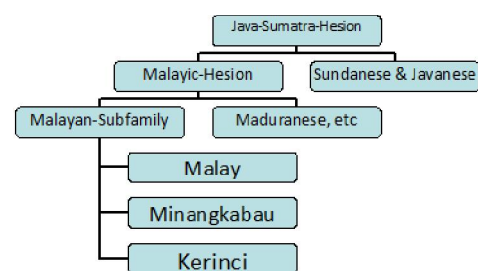 Java-Sumatra-Hesion
Malayic-Hesion
Sundanese & Javanese
Malayan-Subfamily
Maduranese, etc
Malay
Minangkabau
Kerinci